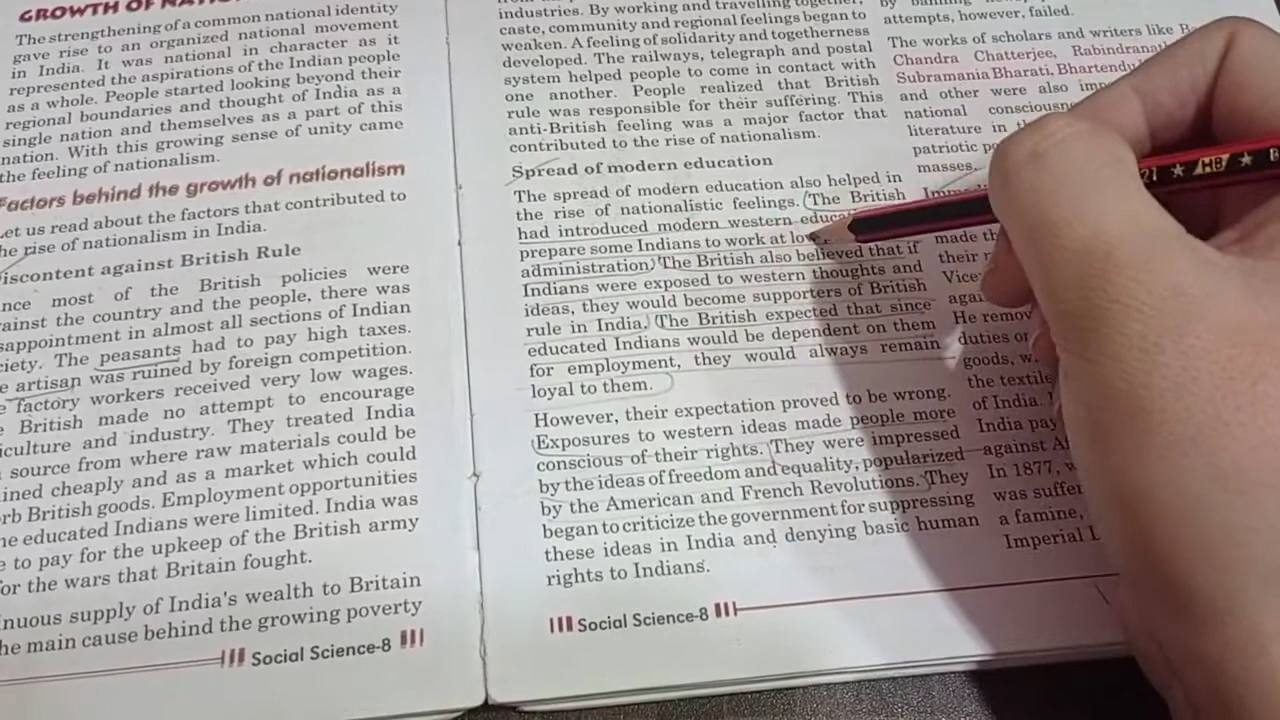 GROWTH OF
The strengthening of a common national identity
gave rise to an organized national movement
in India. It was national in character as it
represented the aspirations of the Indian people
as a whole. People started looking beyond their
regional boundaries and thought of India as a
single nation and themselves as a part of this
nation. With this growing sense of unity came
the feeling of nationalism.
Factors behind the growth of nationalism
Let us read about the factors that contributed to
rise of nationalism in India.
Discontent against British Rule
most of the British policies were
against the country and the people, there was
in almost all sections of Indian
The peasants had to pay high taxes.
artisan was ruined by foreign competition.
factory workers received very low wages.
British made no attempt to encourage
and industry. They treated India
source from where raw materials could be
cheaply and as a market which could
British goods. Employment opportunities
educated Indians were limited. India was
to pay for the upkeep of the British army
for the wars that Britain fought.
supply of India's wealth to Britain
main cause behind the growing poverty
Social Science-8
industries. By working and travelling together,
caste, community and regional feelings began to
weaken. A feeling of solidarity and togetherness
developed. The railways, telegraph and postal
system helped people to come in contact with
one another. People realized that British
rule was responsible for their suffering. This
anti-British feeling was a major factor that
contributed to the rise of nationalism.
Spread of modern education
The spread of modern education also helped in
the rise of nationalistic feelings. (The British
had introduced modern western
prepare some Indians to work at
administration) The British also believed that if
Indians were exposed to western thoughts and
ideas, they would become supporters of British
rule in India. The British expected that since
educated Indians would be dependent on them
for employment, they would always remain
loyal to them.
However, their expectation proved to be wrong.
Exposures to western ideas made people more
conscious of their rights. They were impressed
by the ideas of freedom and equality, popularized
by the American and French Revolutions. They
began to criticize the government for suppressing
these ideas in India and denying basic human
rights to Indians.
Social Science-8
attempts, however, failed.
The works of scholars and writers like
Chandra Chatterjee,
Subramania Bharati,
and other were also
national
literature in
patriotic
masses.
made
their
He
duties or
goods,
the textile
of India.
India pay
against
In 1877,
was
a famine,
Imperial
21 HB